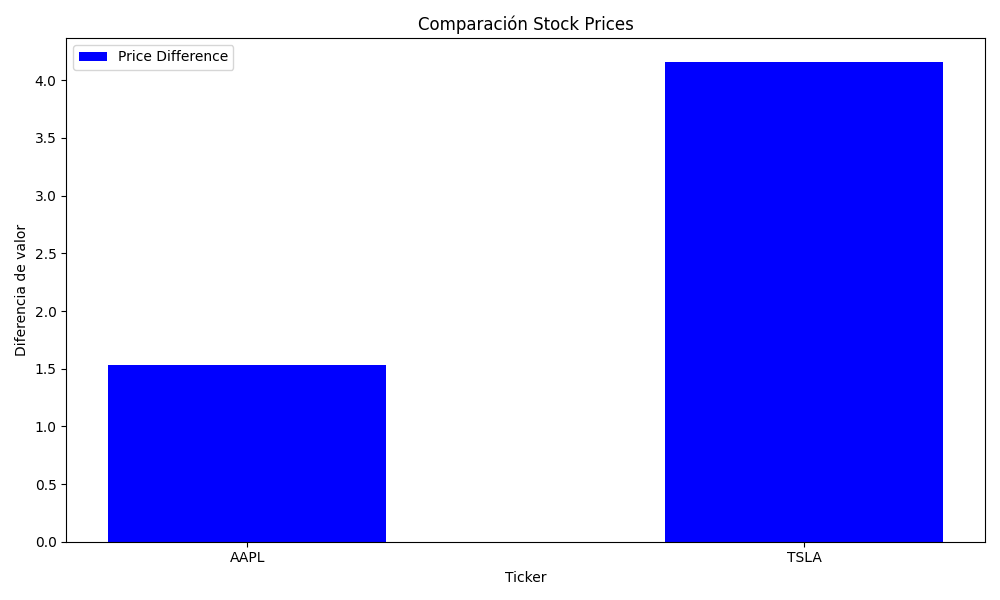 Comparación Stock Prices
Price Difference
Diferencia de valor
4.0
3.5
3.0
2.5
2.0
1.5
1.0
0.5
0.0
AAPL TSLA
Ticker